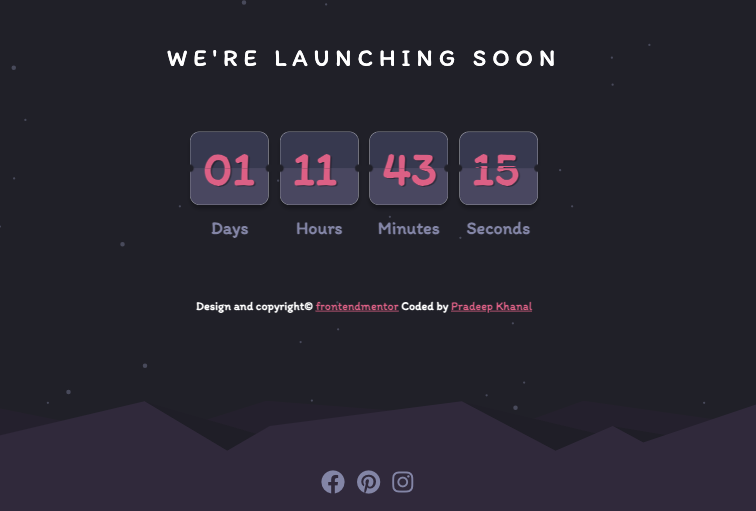 WE'RE LAUNCHING SOON
01 11 43 15
Days Hours Minutes Seconds
Design and copyright© frontendmentor Coded by Pradeep Khanal